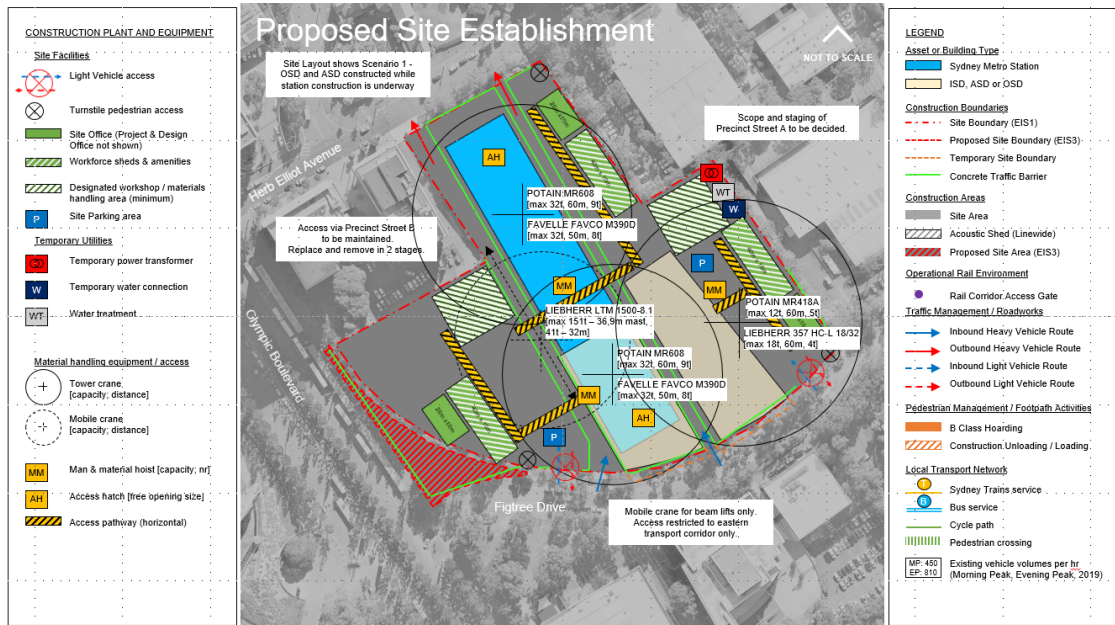 CONSTRUCTION PLANT AND EQUIPMENT
Site Facilities
Light Vehicle access
Turnstile pedestrian access
Site Office (Project & Design
Office not shown)
Workforce sheds & amenities
Designated workshop / materials
handling area (minimum)
P
Site Parking area
Temporary Utilities
Temporary power transformer
W
Temporary water connection
WT
Water treatment
Material handling equipment / access
Tower crane
[capacity; distance]
Mobile crane
[capacity; distance]
MM
Man & material hoist [capacity; nr]
AH
Access hatch [free opening size]
Access pathway (horizontal)
Proposed Site Establishment
NOT TO SCALE
Site Layout shows Scenario 1 -
OSD and ASD constructed while
station construction is underway
Scope and staging of
Precinct Street A to be decided.
Herb Elliot Avenue
AH
WT
W
POTAIN MR608
[max 32t, 60m, 9t]
FAVELLE FAVCO M390D
[max 32t, 50m, 8t]
Access via Precinct Street B
to be maintained.
Replace and remove in 2 stages.
P
MM
MM
POTAIN MR418A
[max 12t, 60m, 5t]
LIEBHERR LTM 1500-8.1
[max 151t – 36,9m mast,
41t – 32m]
LIEBHERR 357 HC-L 18/32
[max 18t, 60m, 4t]
POTAIN MR608
[max 32t, 60m, 9t]
FAVELLE FAVCO M390D
[max 32t, 50m, 8t]
Olympic Boulevard
MM
AH
P
Figtree Drive
Mobile crane for beam lifts only.
Access restricted to eastern
transport corridor only.
LEGEND
Asset or Building Type
Sydney Metro Station
ISD, ASD or OSD
Construction Boundaries
Site Boundary (EIS1)
Proposed Site Boundary (EIS3)
Temporary Site Boundary
Concrete Traffic Barrier
Construction Areas
Site Area
Acoustic Shed (Linewide)
Proposed Site Area (EIS3)
Operational Rail Environment
Rail Corridor Access Gate
Traffic Management / Roadworks
Inbound Heavy Vehicle Route
Outbound Heavy Vehicle Route
Inbound Light Vehicle Route
Outbound Light Vehicle Route
Pedestrian Management / Footpath Activities
B Class Hoarding
Construction Unloading / Loading
Local Transport Network
T
Sydney Trains service
B
Bus service
Cycle path
Pedestrian crossing
MP: 450
EP: 810
Existing vehicle volumes per hr
(Morning Peak, Evening Peak, 2019)